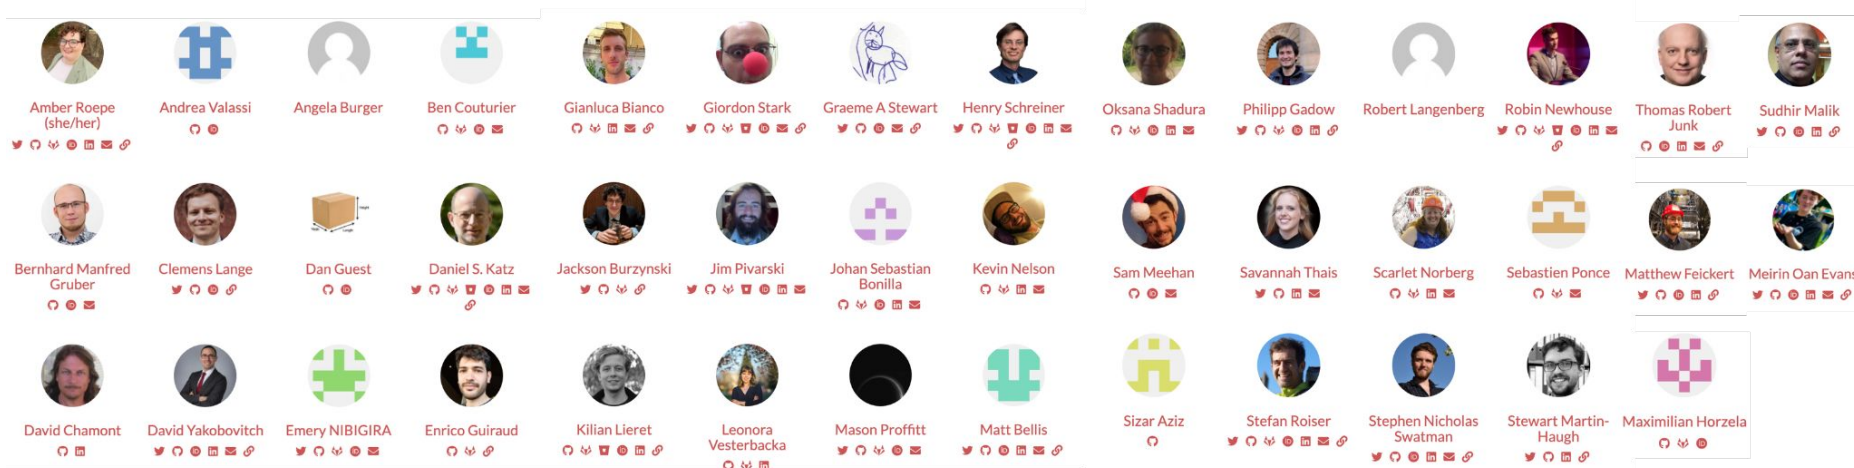 Amber Roepe
(she/her)
Andrea Valassi
Angela Burger
Ben Couturier
Gianluca Bianco
Giordon Stark
Graeme A Stewart
Henry Schreiner
Oksana Shadura
Philipp Gadow
Robert Langenberg
Robin Newhouse
Thomas Robert
Junk
Sudhir Malik
Bernhard Manfred
Gruber
Clemens Lange
Dan Guest
Daniel S. Katz
Jackson Burzynski
Jim Pivarski
Johan Sebastian
Bonilla
Kevin Nelson
Sam Meehan
Savannah Thais
Scarlet Norberg
Sebastien Ponce
Matthew Feickert
Meirin Oan Evans
David Chamont
David Yakobovitch
Emery NIBIGIRA
Enrico Guiraud
Kilian Lieret
Leonora
Vesterbacka
Mason Proffitt
Matt Bellis
Sizar Aziz
Stefan Roiser
Stephen Nicholas
Swatman
Stewart Martin-
Haugh
Maximilian Horzela